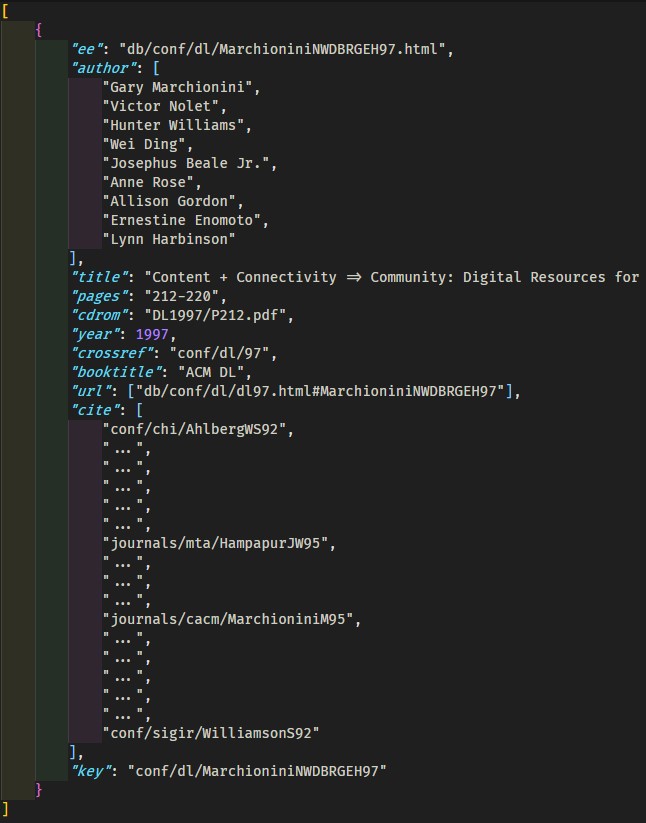 [
{
"ee": "db/conf/dl/MarchioniniNWDBRGEH97.html",
"author": [
"Gary Marchionini",
"Victor Nolet",
"Hunter Williams",
"Wei Ding",
"Josephus Beale Jr.",
"Anne Rose",
"Allison Gordon",
"Ernestine Enomoto",
"Lynn Harbinson"
],
"title": "Content + Connectivity => Community: Digital Resources for
"pages": "212-220",
"cdrom": "DL1997/P212.pdf",
"year": 1997,
"crossref": "conf/dl/97",
"booktitle": "ACM DL",
"url": ["db/conf/dl/dl97.html#MarchioniniNWDBRGEH97"],
"cite": [
"conf/chi/AhlbergWS92",
"...",
"...",
"...",
"...",
"...",
"journals/mta/HampapurJW95",
"...",
"...",
"...",
"journals/cacm/MarchioniniM95",
"...",
"...",
"...",
"...",
"...",
"conf/sigir/WilliamsonS92"
],
"key": "conf/dl/MarchioniniNWDBRGEH97"
}
]